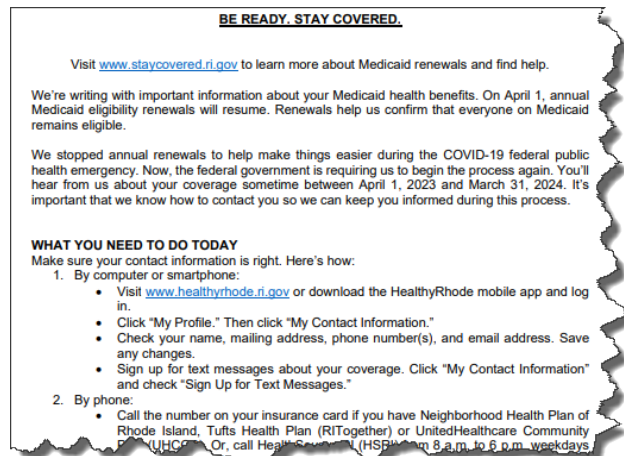 BE READY. STAY COVERED.
Visit www.staycovered.ri.gov to learn more about Medicaid renewals and find help.
We're writing with important information about your Medicaid health benefits. On April 1, annual
Medicaid eligibility renewals will resume. Renewals help us confirm that everyone on Medicaid
remains eligible.
We stopped annual renewals to help make things easier during the COVID-19 federal public
health emergency. Now, the federal government is requiring us to begin the process again. You'll
hear from us about your coverage sometime between April 1, 2023 and March 31, 2024. It's
important that we know how to contact you so we can keep you informed during this process.
WHAT YOU NEED TO DO TODAY
Make sure your contact information is right. Here's how:
1. By computer or smartphone:
• Visit www.healthyrhode.ri.gov or download the HealthyRhode mobile app and log
in.
• Click "My Profile." Then click "My Contact Information."
• Check your name, mailing address, phone number(s), and email address. Save
any changes.
• Sign up for text messages about your coverage. Click "My Contact Information"
and check "Sign Up for Text Messages."
2. By phone:
• Call the number on your insurance card if you have Neighborhood Health Plan of
Rhode Island, Tufts Health Plan (RITogether) or UnitedHealthcare Community
Or, call (HSRI) 8 a.m. to 6 p.m. weekdays